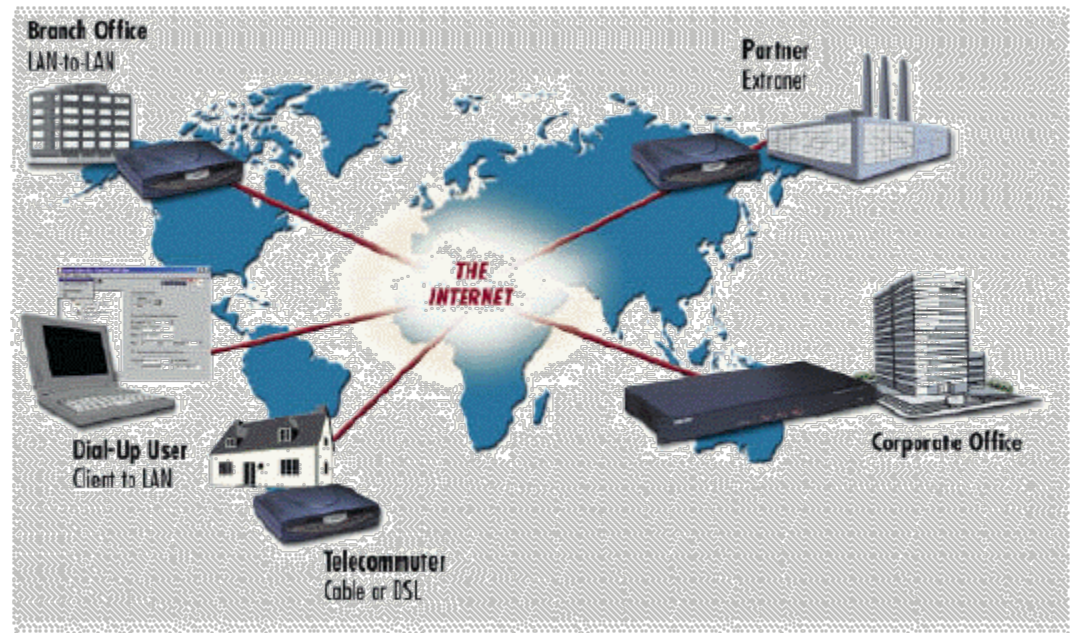 Branch Office
LAN-to-LAN
Partner
Extranet
THE
INTERNET
Dial-Up User
Client to LAN
Corporate Office
Telecommuter
Cable or DSL